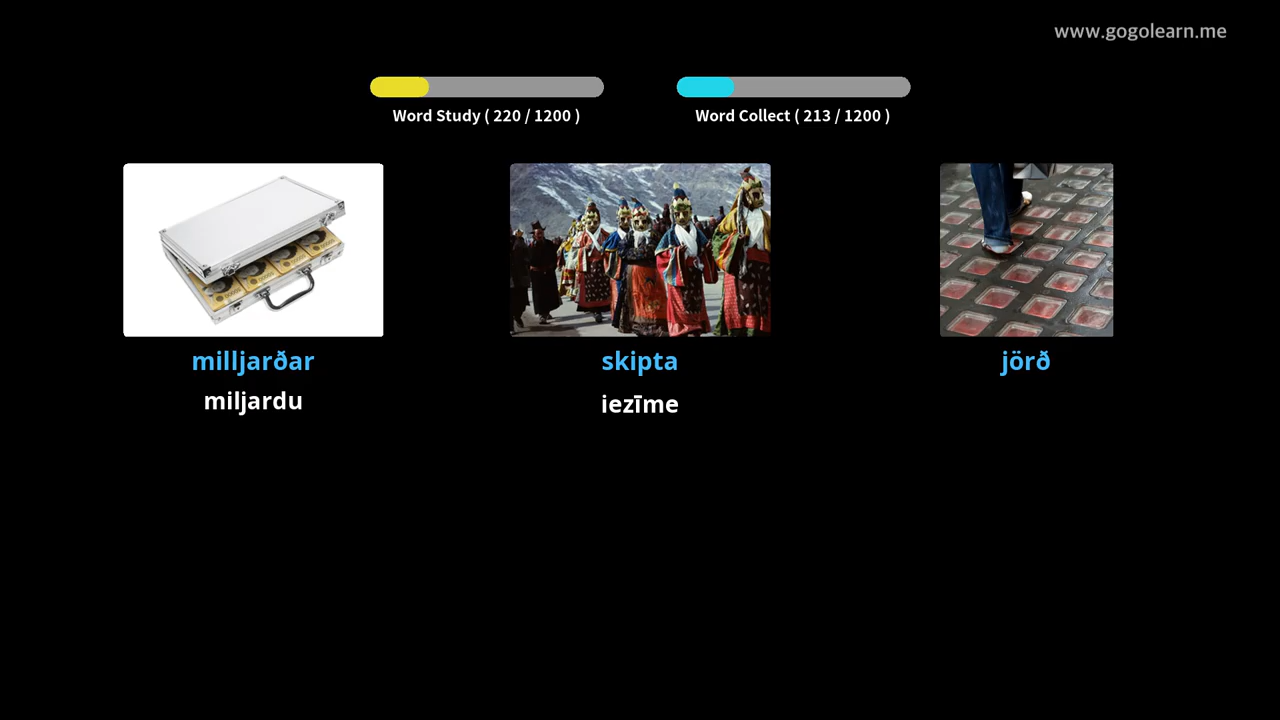 www.gogolearn.me
Word Study ( 220 / 1200 )
Word Collect ( 213 / 1200 )
milljarðar
skipta
jörð
miljardu
iezīme